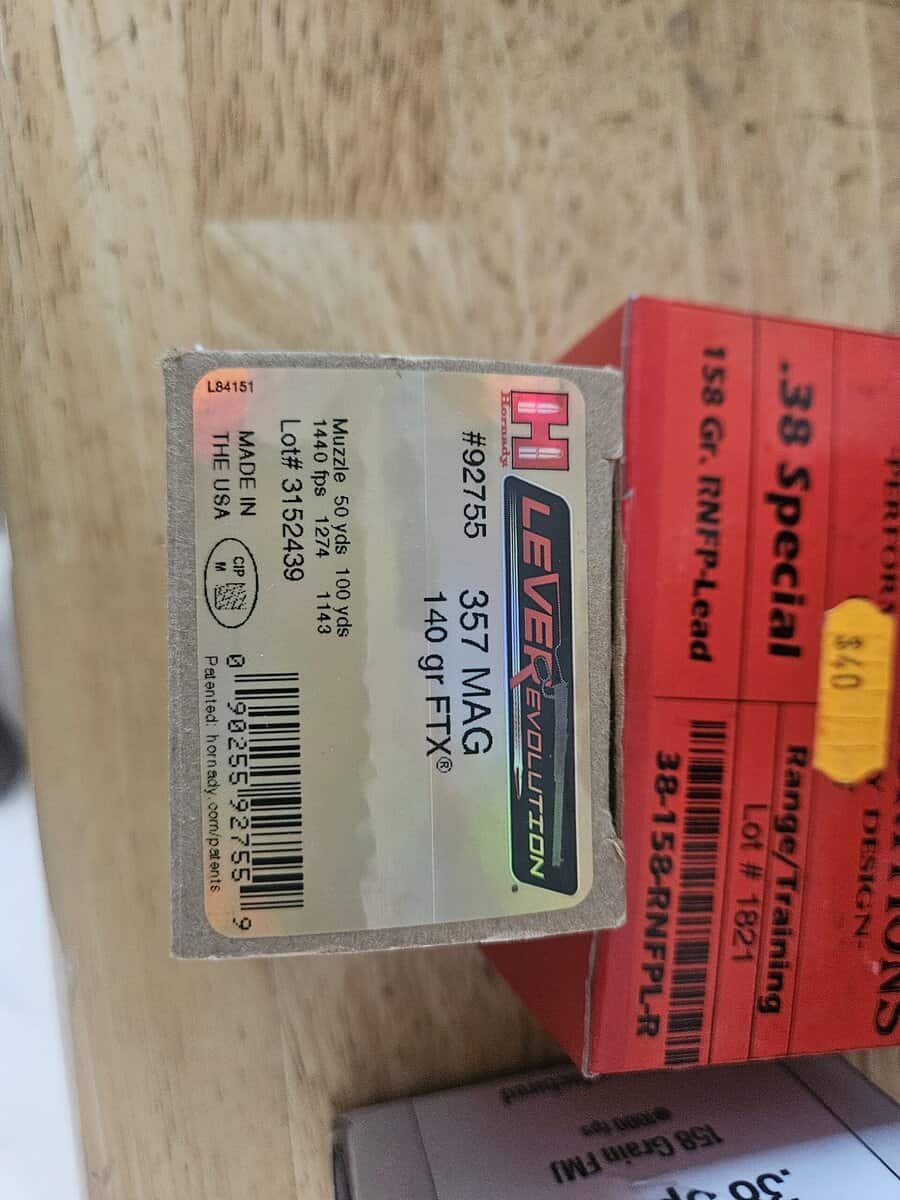 Hornady
LEVEREVOLUTION
#92755 357 MAG
140 gr FTX®
Muzzle 50 yds 100 yds
1440 fps 1274 1143
Lot# 3152439
MADE IN
THE USA
CIP
M
L84151
0 90255 92755 9
Patented: hornady.com/patents
$40
Y DESIGN
.38 Special
158 Gr. RNFP-Lead
Range/Training
Lot # 1821
38-158-RNFPL-R
158 Grain FMJ